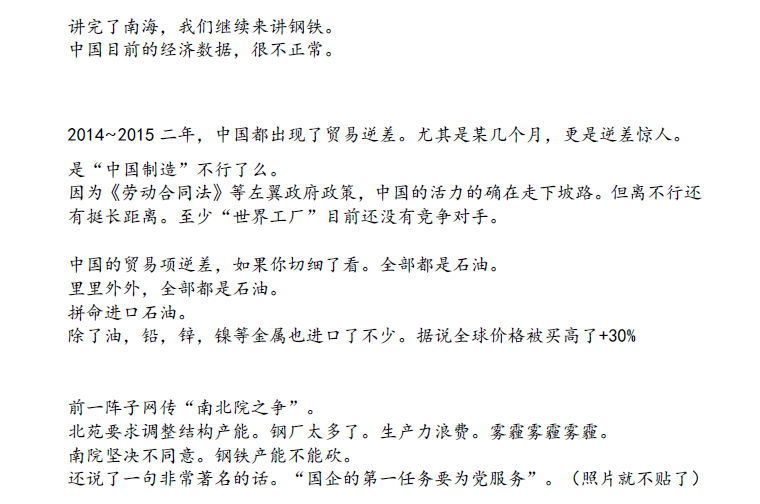 讲完了南海，我们继续来讲钢铁。
中国目前的经济数据，很不正常。
2014~2015 二年，中国都出现了贸易逆差。尤其是某几个月，更是逆差惊人。
是“中国制造”不行了么。
因为《劳动合同法》等左翼政府政策，中国的活力的确在走下坡路。但离不行还
有挺长距离。至少“世界工厂”目前还没有竞争对手。
中国的贸易项逆差，如果你切细了看。全部都是石油。
里里外外，全部都是石油。
拼命进口石油。
除了油，铅，锌，镍等金属也进口了不少。据说全球价格被买高了+30%
前一阵子网传“南北院之争”。
北苑要求调整结构产能。钢厂太多了。生产力浪费。雾霾雾霾雾霾。
南院坚决不同意。钢铁产能不能砍。
还说了一句非常著名的话。“国企的第一任务要为党服务”。（照片就不贴了）